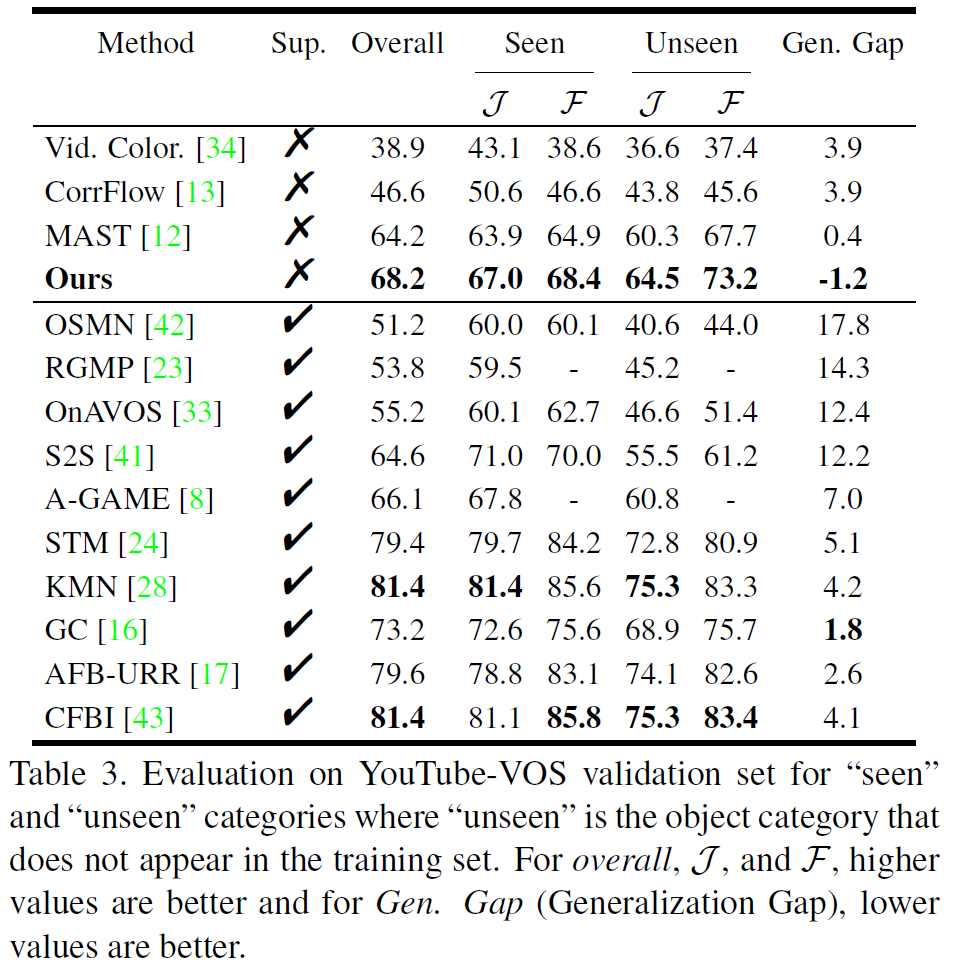 Method Sup. Overall Seen Unseen Gen. Gap
𝒥 ℱ 𝒥 ℱ
Vid. Color. [34] ✗ 38.9 43.1 38.6 36.6 37.4 3.9
CorrFlow [13] ✗ 46.6 50.6 46.6 43.8 45.6 3.9
MAST [12] ✗ 64.2 63.9 64.9 60.3 67.7 0.4
Ours ✗ 68.2 67.0 68.4 64.5 73.2 -1.2
OSMN [42] ✔ 51.2 60.0 60.1 40.6 44.0 17.8
RGMP [23] ✔ 53.8 59.5 - 45.2 - 14.3
OnAVOS [33] ✔ 55.2 60.1 62.7 46.6 51.4 12.4
S2S [41] ✔ 64.6 71.0 70.0 55.5 61.2 12.2
A-GAME [8] ✔ 66.1 67.8 - 60.8 - 7.0
STM [24] ✔ 79.4 79.7 84.2 72.8 80.9 5.1
KMN [28] ✔ 81.4 81.4 85.6 75.3 83.3 4.2
GC [16] ✔ 73.2 72.6 75.6 68.9 75.7 1.8
AFB-URR [17] ✔ 79.6 78.8 83.1 74.1 82.6 2.6
CFBI [43] ✔ 81.4 81.1 85.8 75.3 83.4 4.1
Table 3. Evaluation on YouTube-VOS validation set for “seen”
and “unseen” categories where “unseen” is the object category that
does not appear in the training set. For overall, 𝒥, and ℱ, higher
values are better and for Gen. Gap (Generalization Gap), lower
values are better.